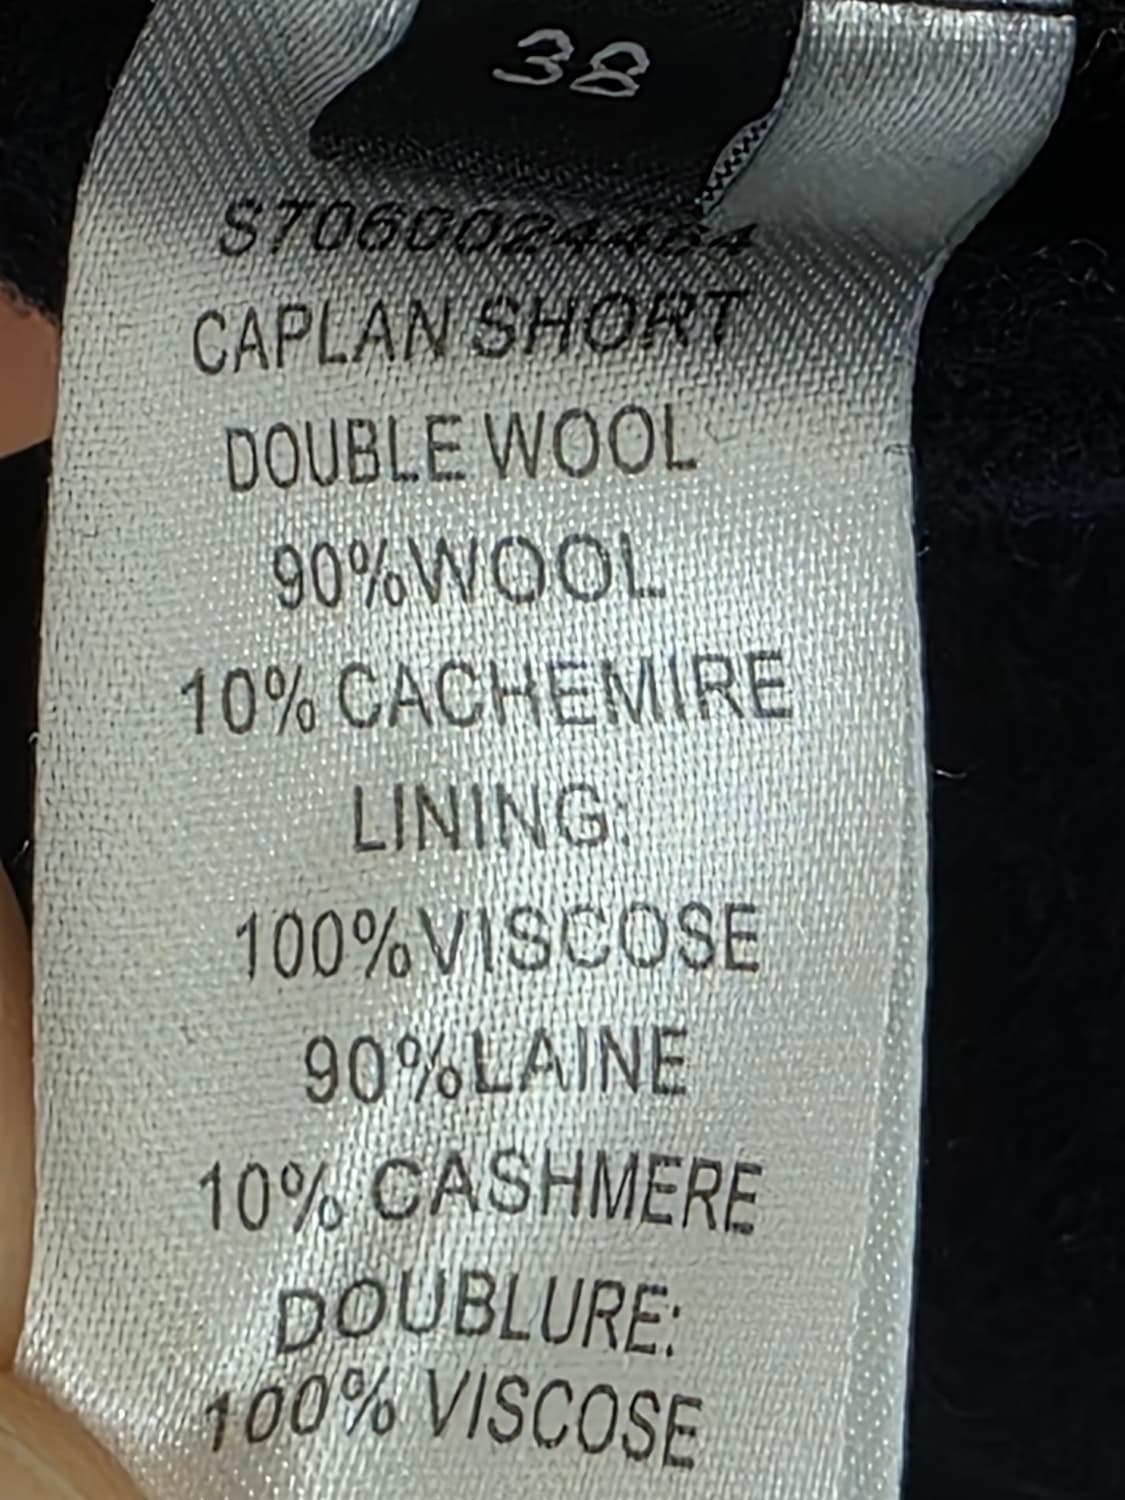 38
CAPLAN SHORT
DOUBLE WOOL
90%WOOL
10% CACHEMIRE
LINING:
100%VISCOSE
90%LAINE
10% CASHMERE
DOUBLURE:
100% VISCOSE